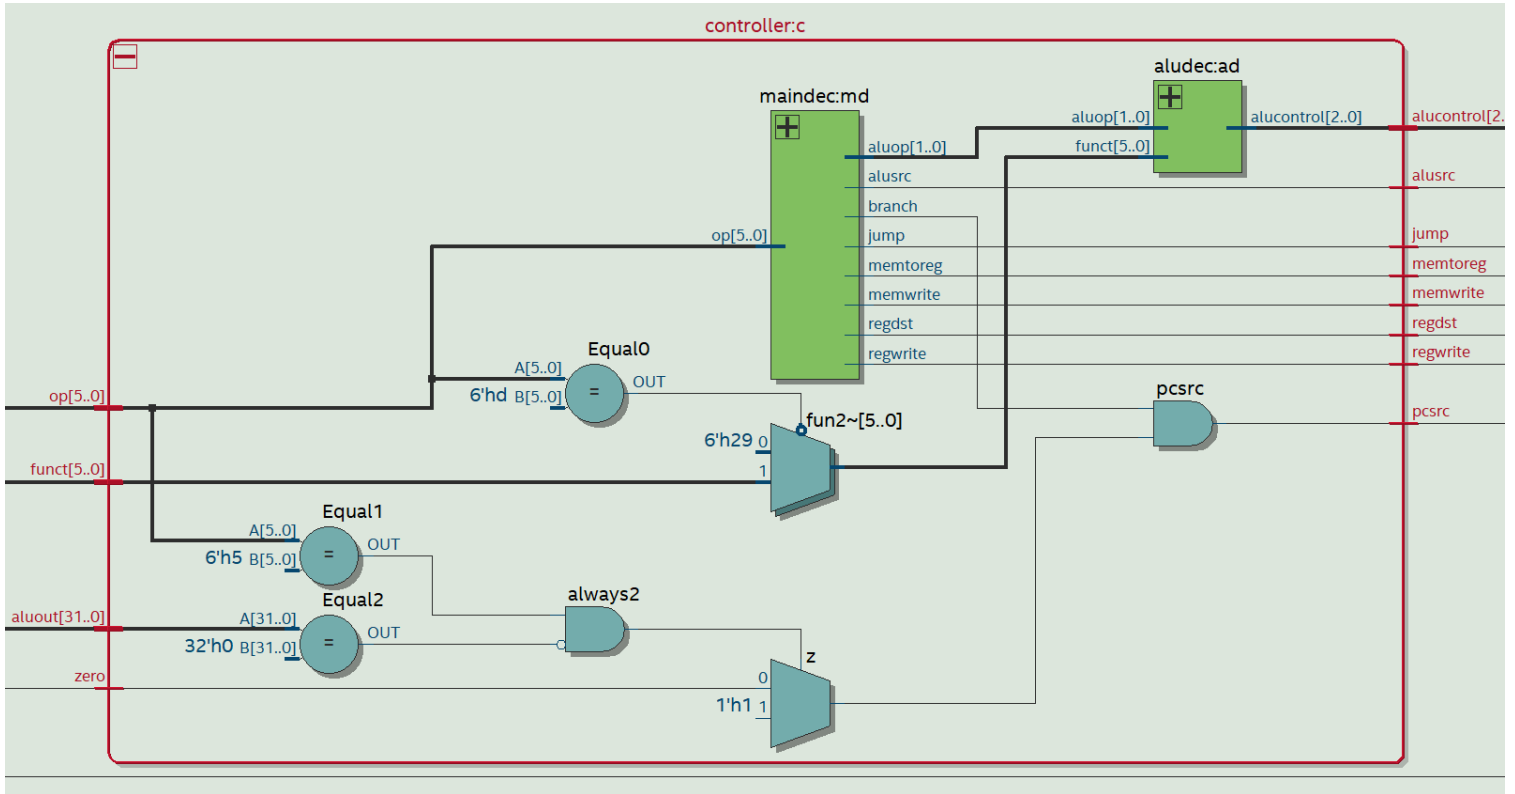 controller:c
aludec:ad
maindec:md
aluop[1..0]
alucontrol[2..0]
alucontrol[2.
aluop[1..0]
funct[5..0]
alusrc
alusrc
branch
op[5..0]
jump
jump
memtoreg
memtoreg
memwrite
memwrite
regdst
regdst
regwrite
regwrite
Equal0
A[5..0]
=
OUT
6'hd B[5..0]
pcsrc
op[5..0]
pcsrc
fun2~[5..0]
6'h29 0
1
funct[5..0]
Equal1
A[5..0]
=
OUT
6'h5 B[5..0]
always2
Equal2
aluout[31..0]
A[31..0]
=
OUT
32'h0 B[31..0]
z
zero
0
1'h1 1